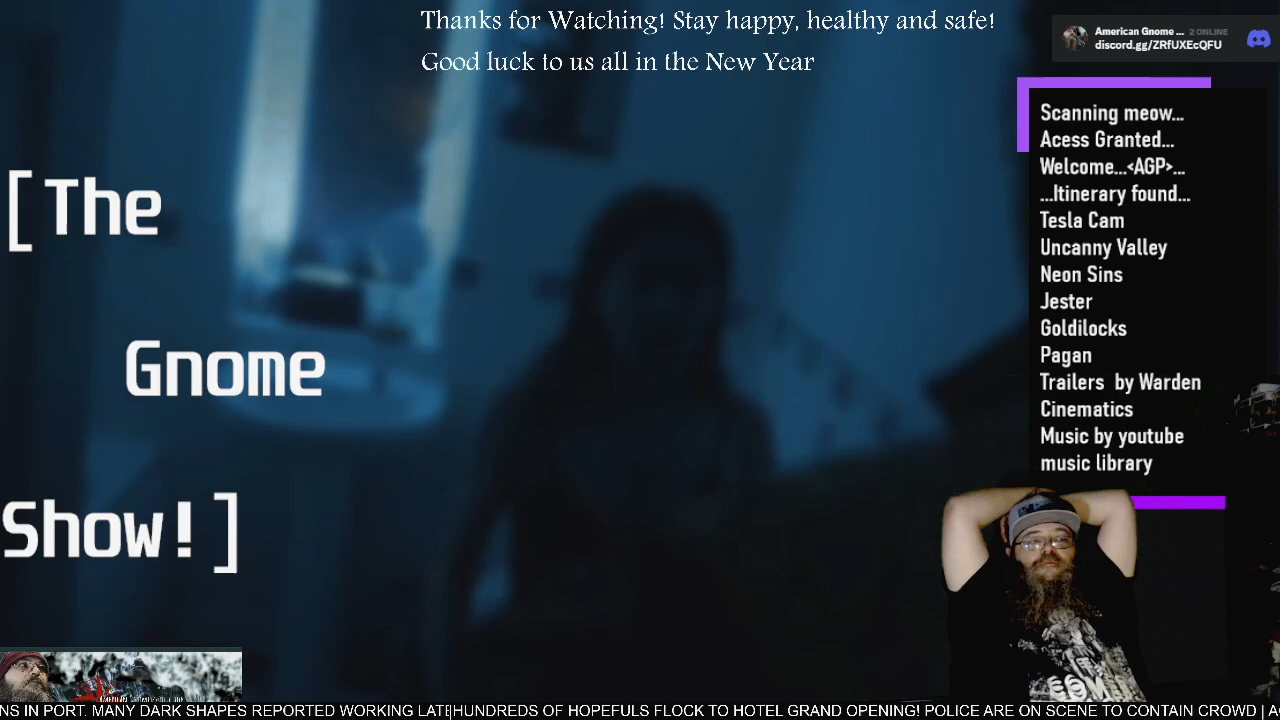 Thanks for Watching! Stay happy, healthy and safe!
Good luck to us all in the New Year
American Gnome ... 2 ONLINE
discord.gg/ZRfUXEcQFU
[The
Gnome
Show!]
Scanning meow...
Acess Granted...
Welcome...<AGP>...
...Itinerary found...
Tesla Cam
Uncanny Valley
Neon Sins
Jester
Goldilocks
Pagan
Trailers by Warden
Cinematics
Music by youtube
music library
NS IN PORT. MANY DARK SHAPES REPORTED WORKING LATE|HUNDREDS OF HOPEFULS FLOCK TO HOTEL GRAND OPENING! POLICE ARE ON SCENE TO CONTAIN CROWD |